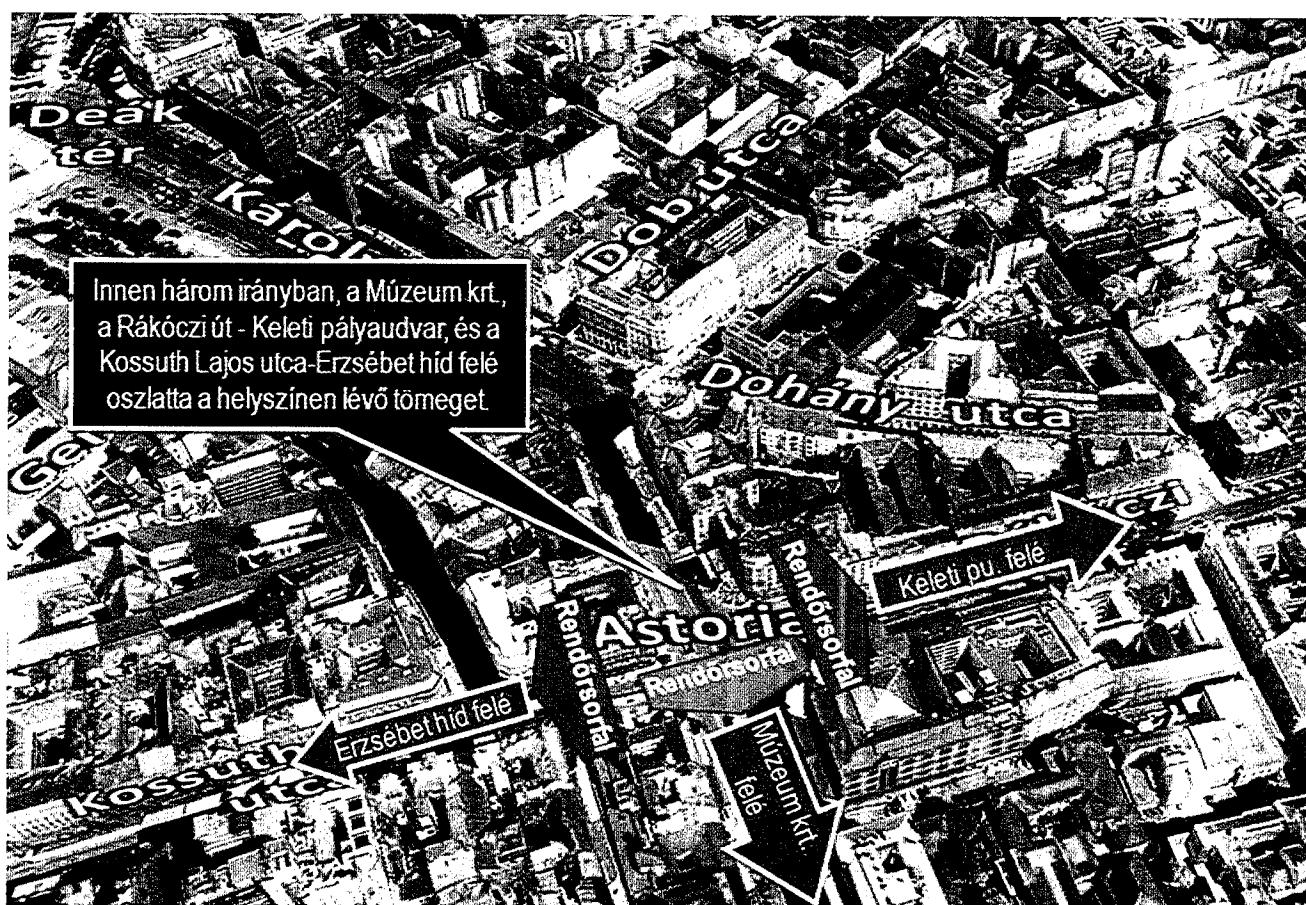 Deák
tér
Károly
Dob utca
Innen három irányban, a Múzeum krt.,
a Rákóczi út - Keleti pályaudvar, és a
Kossuth Lajos utca-Erzsébet híd felé
oszlatta a helyszínen lévő tömeget.
Dohány utca
Keleti pu. felé
Rendőrsorfal
Rendőrsorfal
Astoria
Rendőrsorfal
Erzsébet híd felé
Múzeum krt.
felé
Kossuth
utca